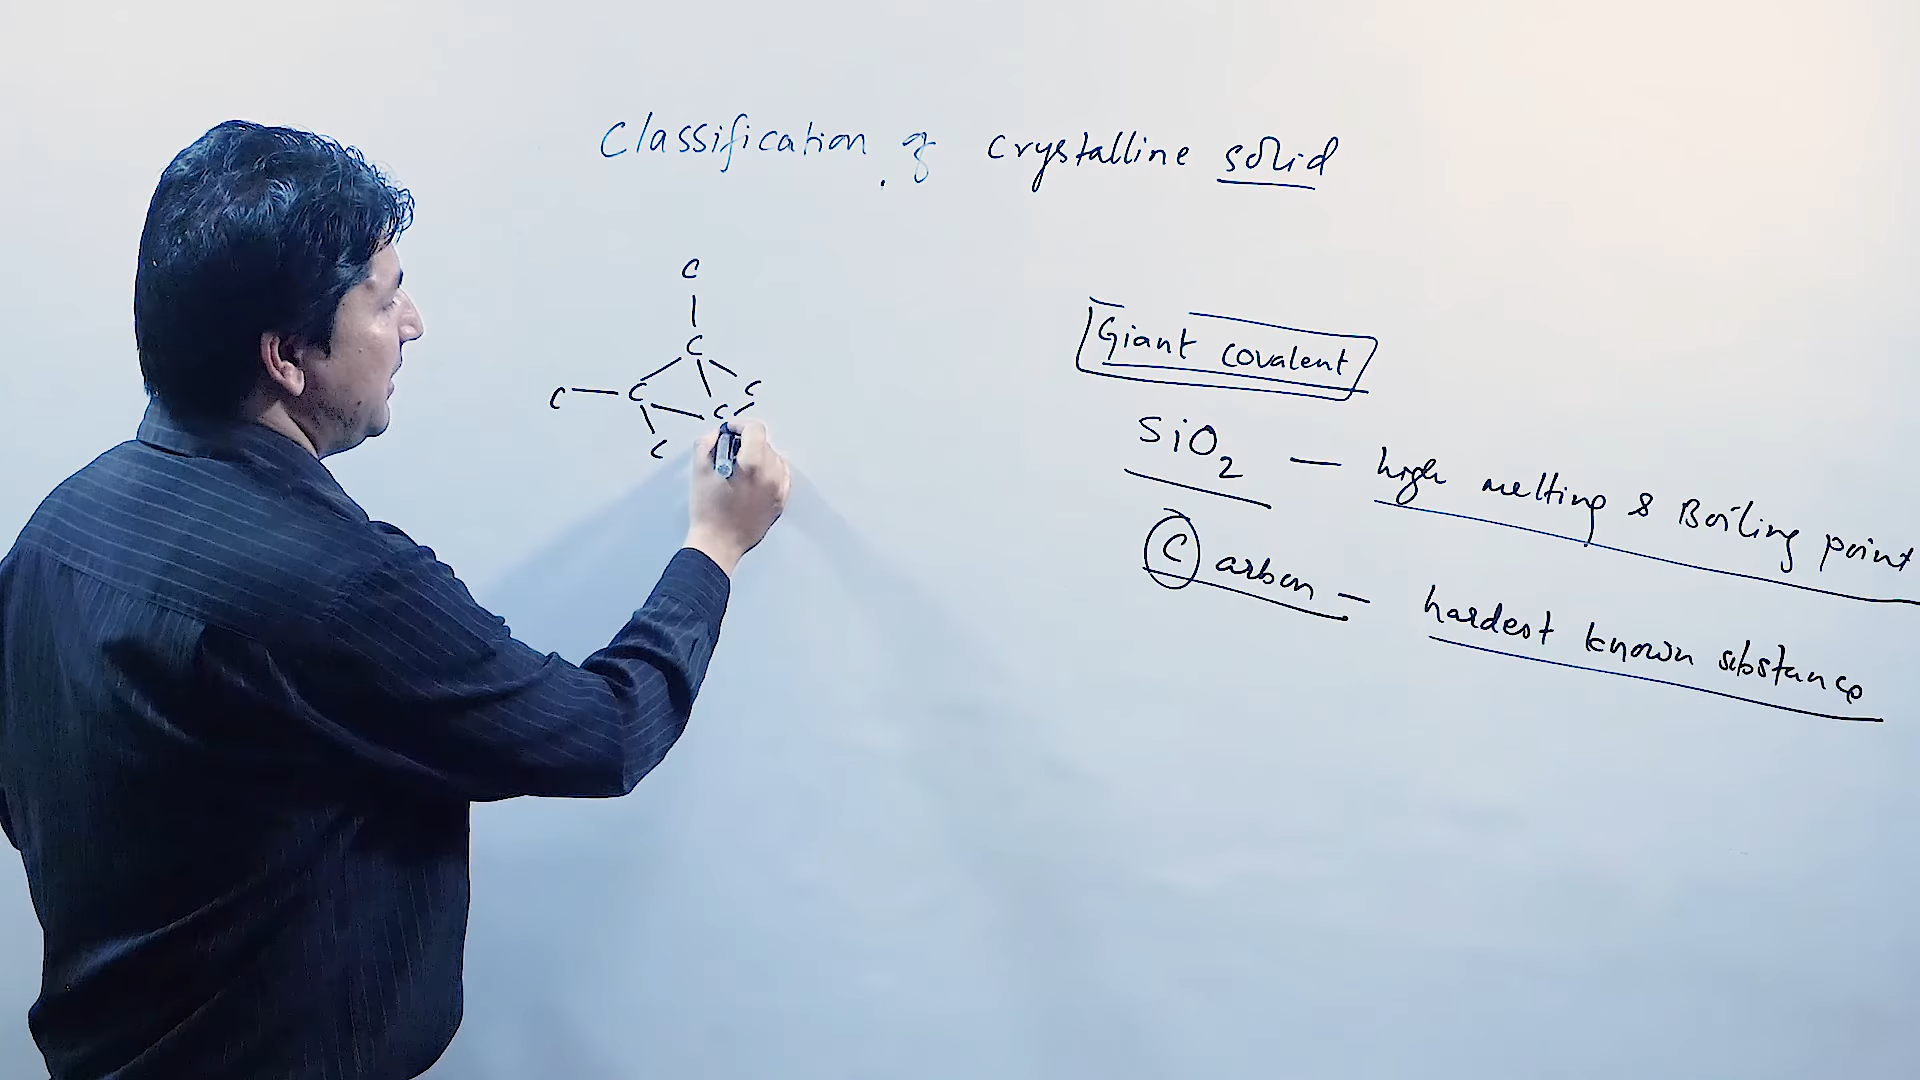 Classification of crystalline solid
C
C
C
C
C
C
C
Giant covalent
SiO₂ — high melting & Boiling point
Carbon — hardest known substance